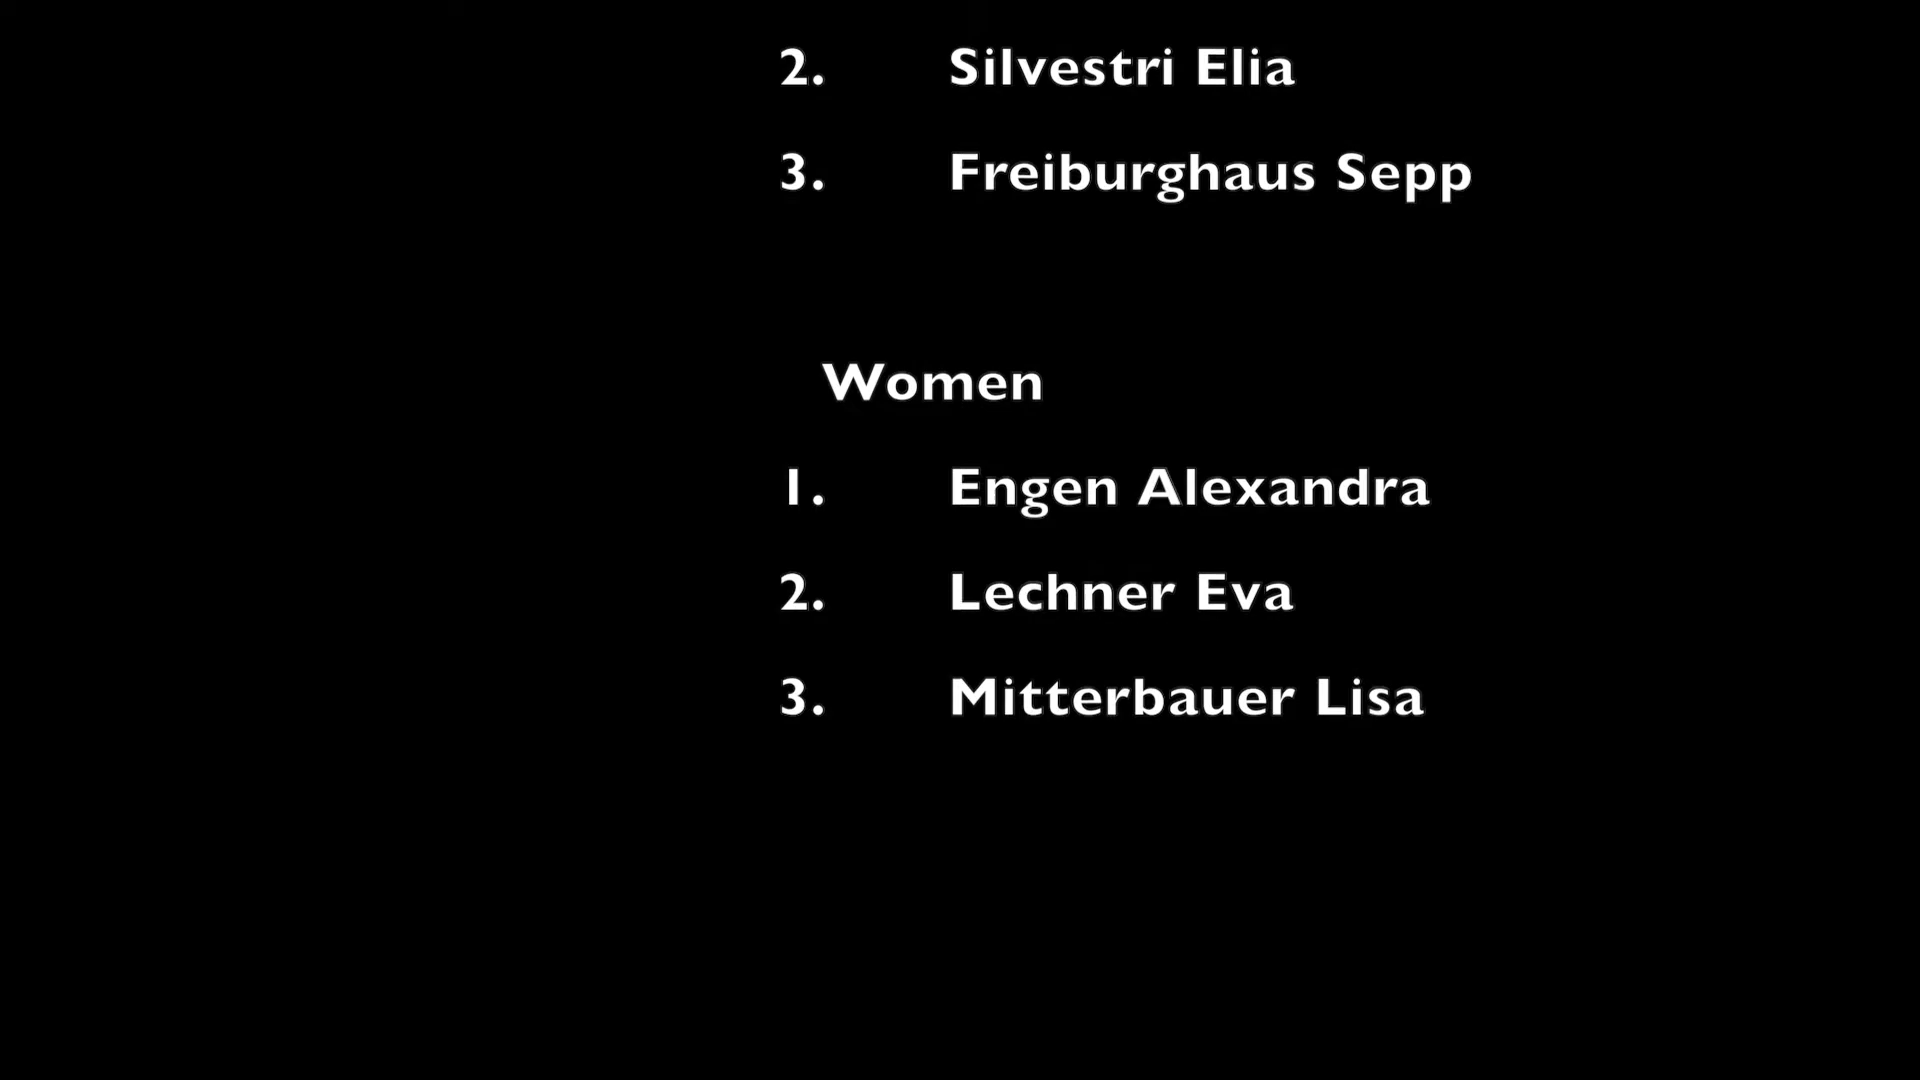 2. Silvestri Elia
3. Freiburghaus Sepp
Women
1. Engen Alexandra
2. Lechner Eva
3. Mitterbauer Lisa